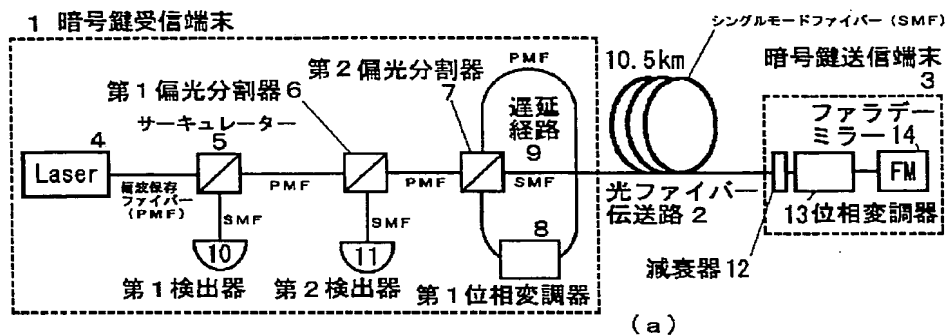 1 暗号鍵受信端末
シングルモードファイバー (SMF)
10.5km
暗号鍵送信端末
3
PMF
第2偏光分割器
7
第1偏光分割器6
遅延
経路
9
ファラデー
ミラー14
サーキュレーター
4
5
Laser
偏波保存
ファイバー
(PMF)
PMF
PMF
SMF
FM
SMF
SMF
光ファイバー
伝送路2
13位相変調器
8
10
11
減衰器12
第1検出器
第2検出器
第1位相変調器
(a)